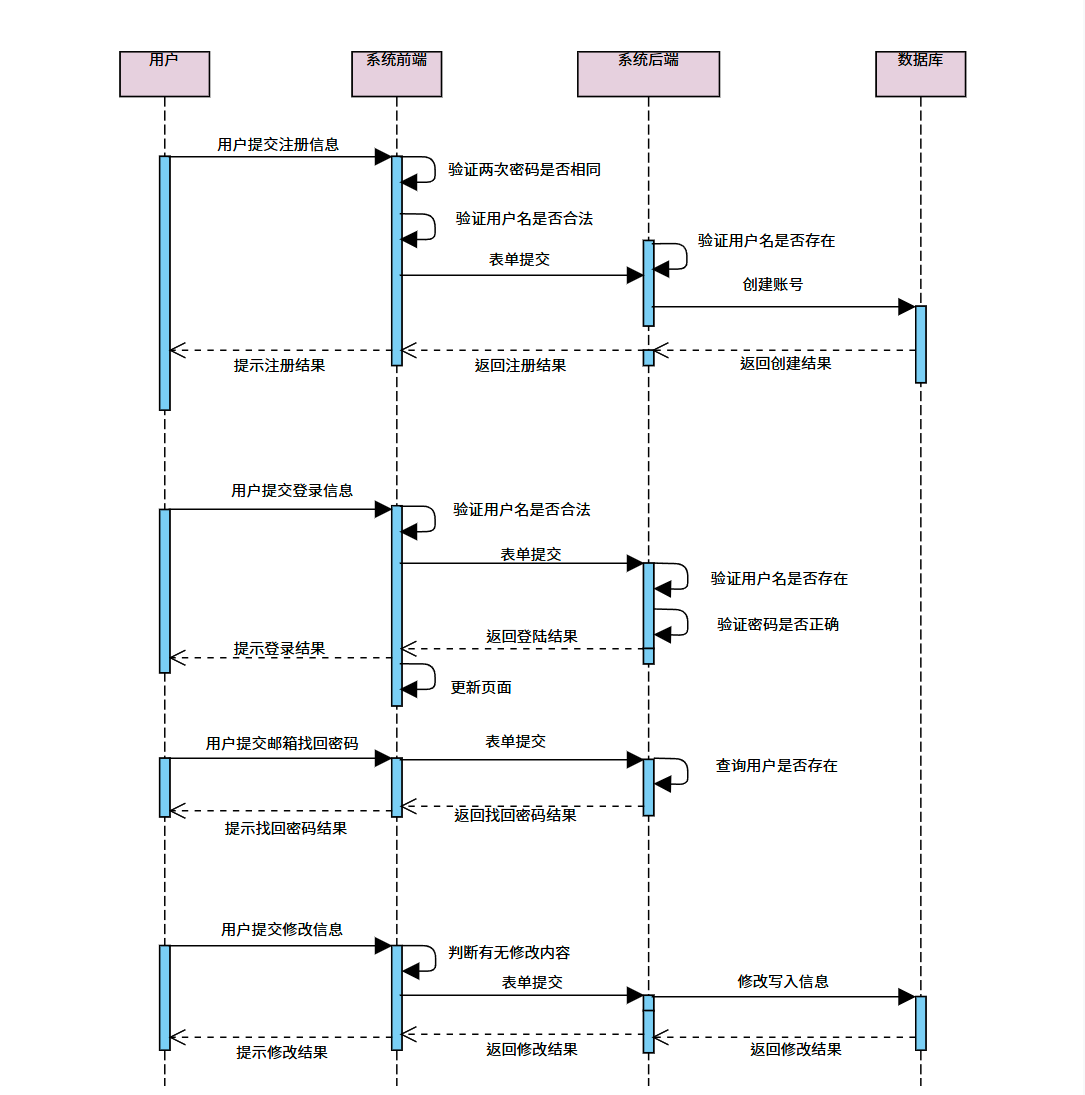 用户
系统前端
系统后端
数据库
用户提交注册信息
验证两次密码是否相同
验证用户名是否合法
验证用户名是否存在
表单提交
创建账号
提示注册结果
返回注册结果
返回创建结果
用户提交登录信息
验证用户名是否合法
表单提交
验证用户名是否存在
验证密码是否正确
返回登陆结果
提示登录结果
更新页面
用户提交邮箱找回密码
表单提交
查询用户是否存在
返回找回密码结果
提示找回密码结果
用户提交修改信息
判断有无修改内容
表单提交
修改写入信息
提示修改结果
返回修改结果
返回修改结果